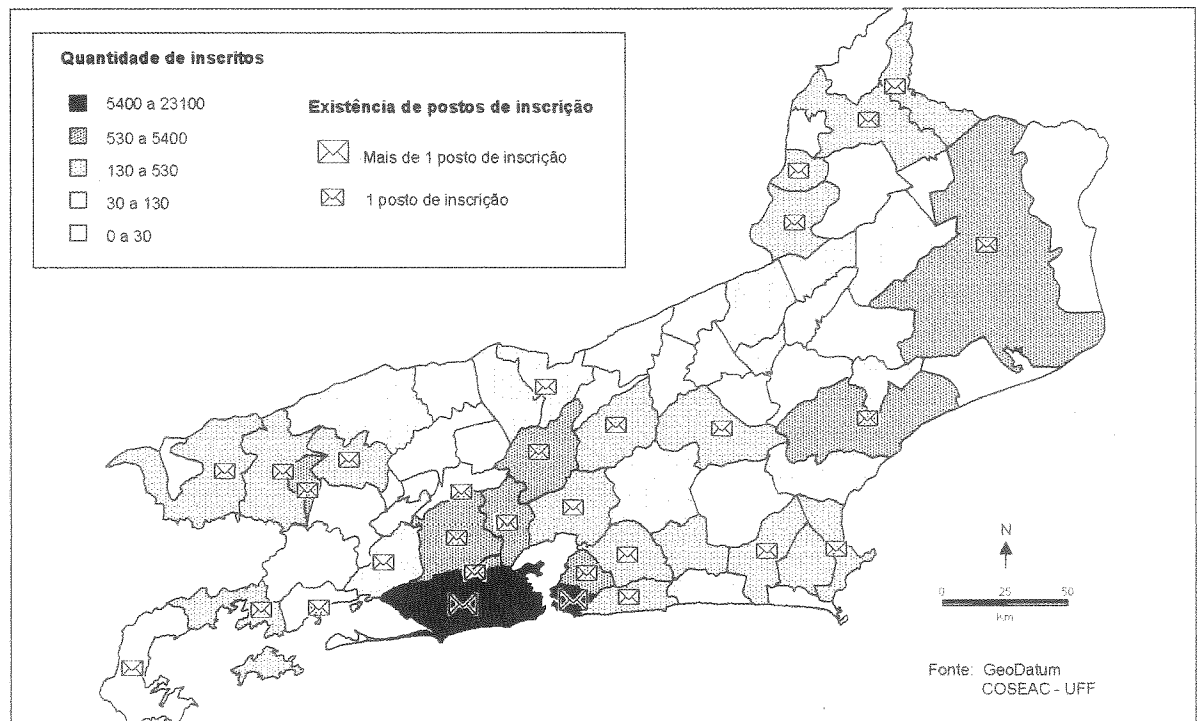 Quantidade de inscritos
5400 a 23100
530 a 5400
130 a 530
30 a 130
0 a 30
Existência de postos de inscrição
Mais de 1 posto de inscrição
1 posto de inscrição
N
0 25 50
Km
Fonte: GeoDatum
COSEAC - UFF